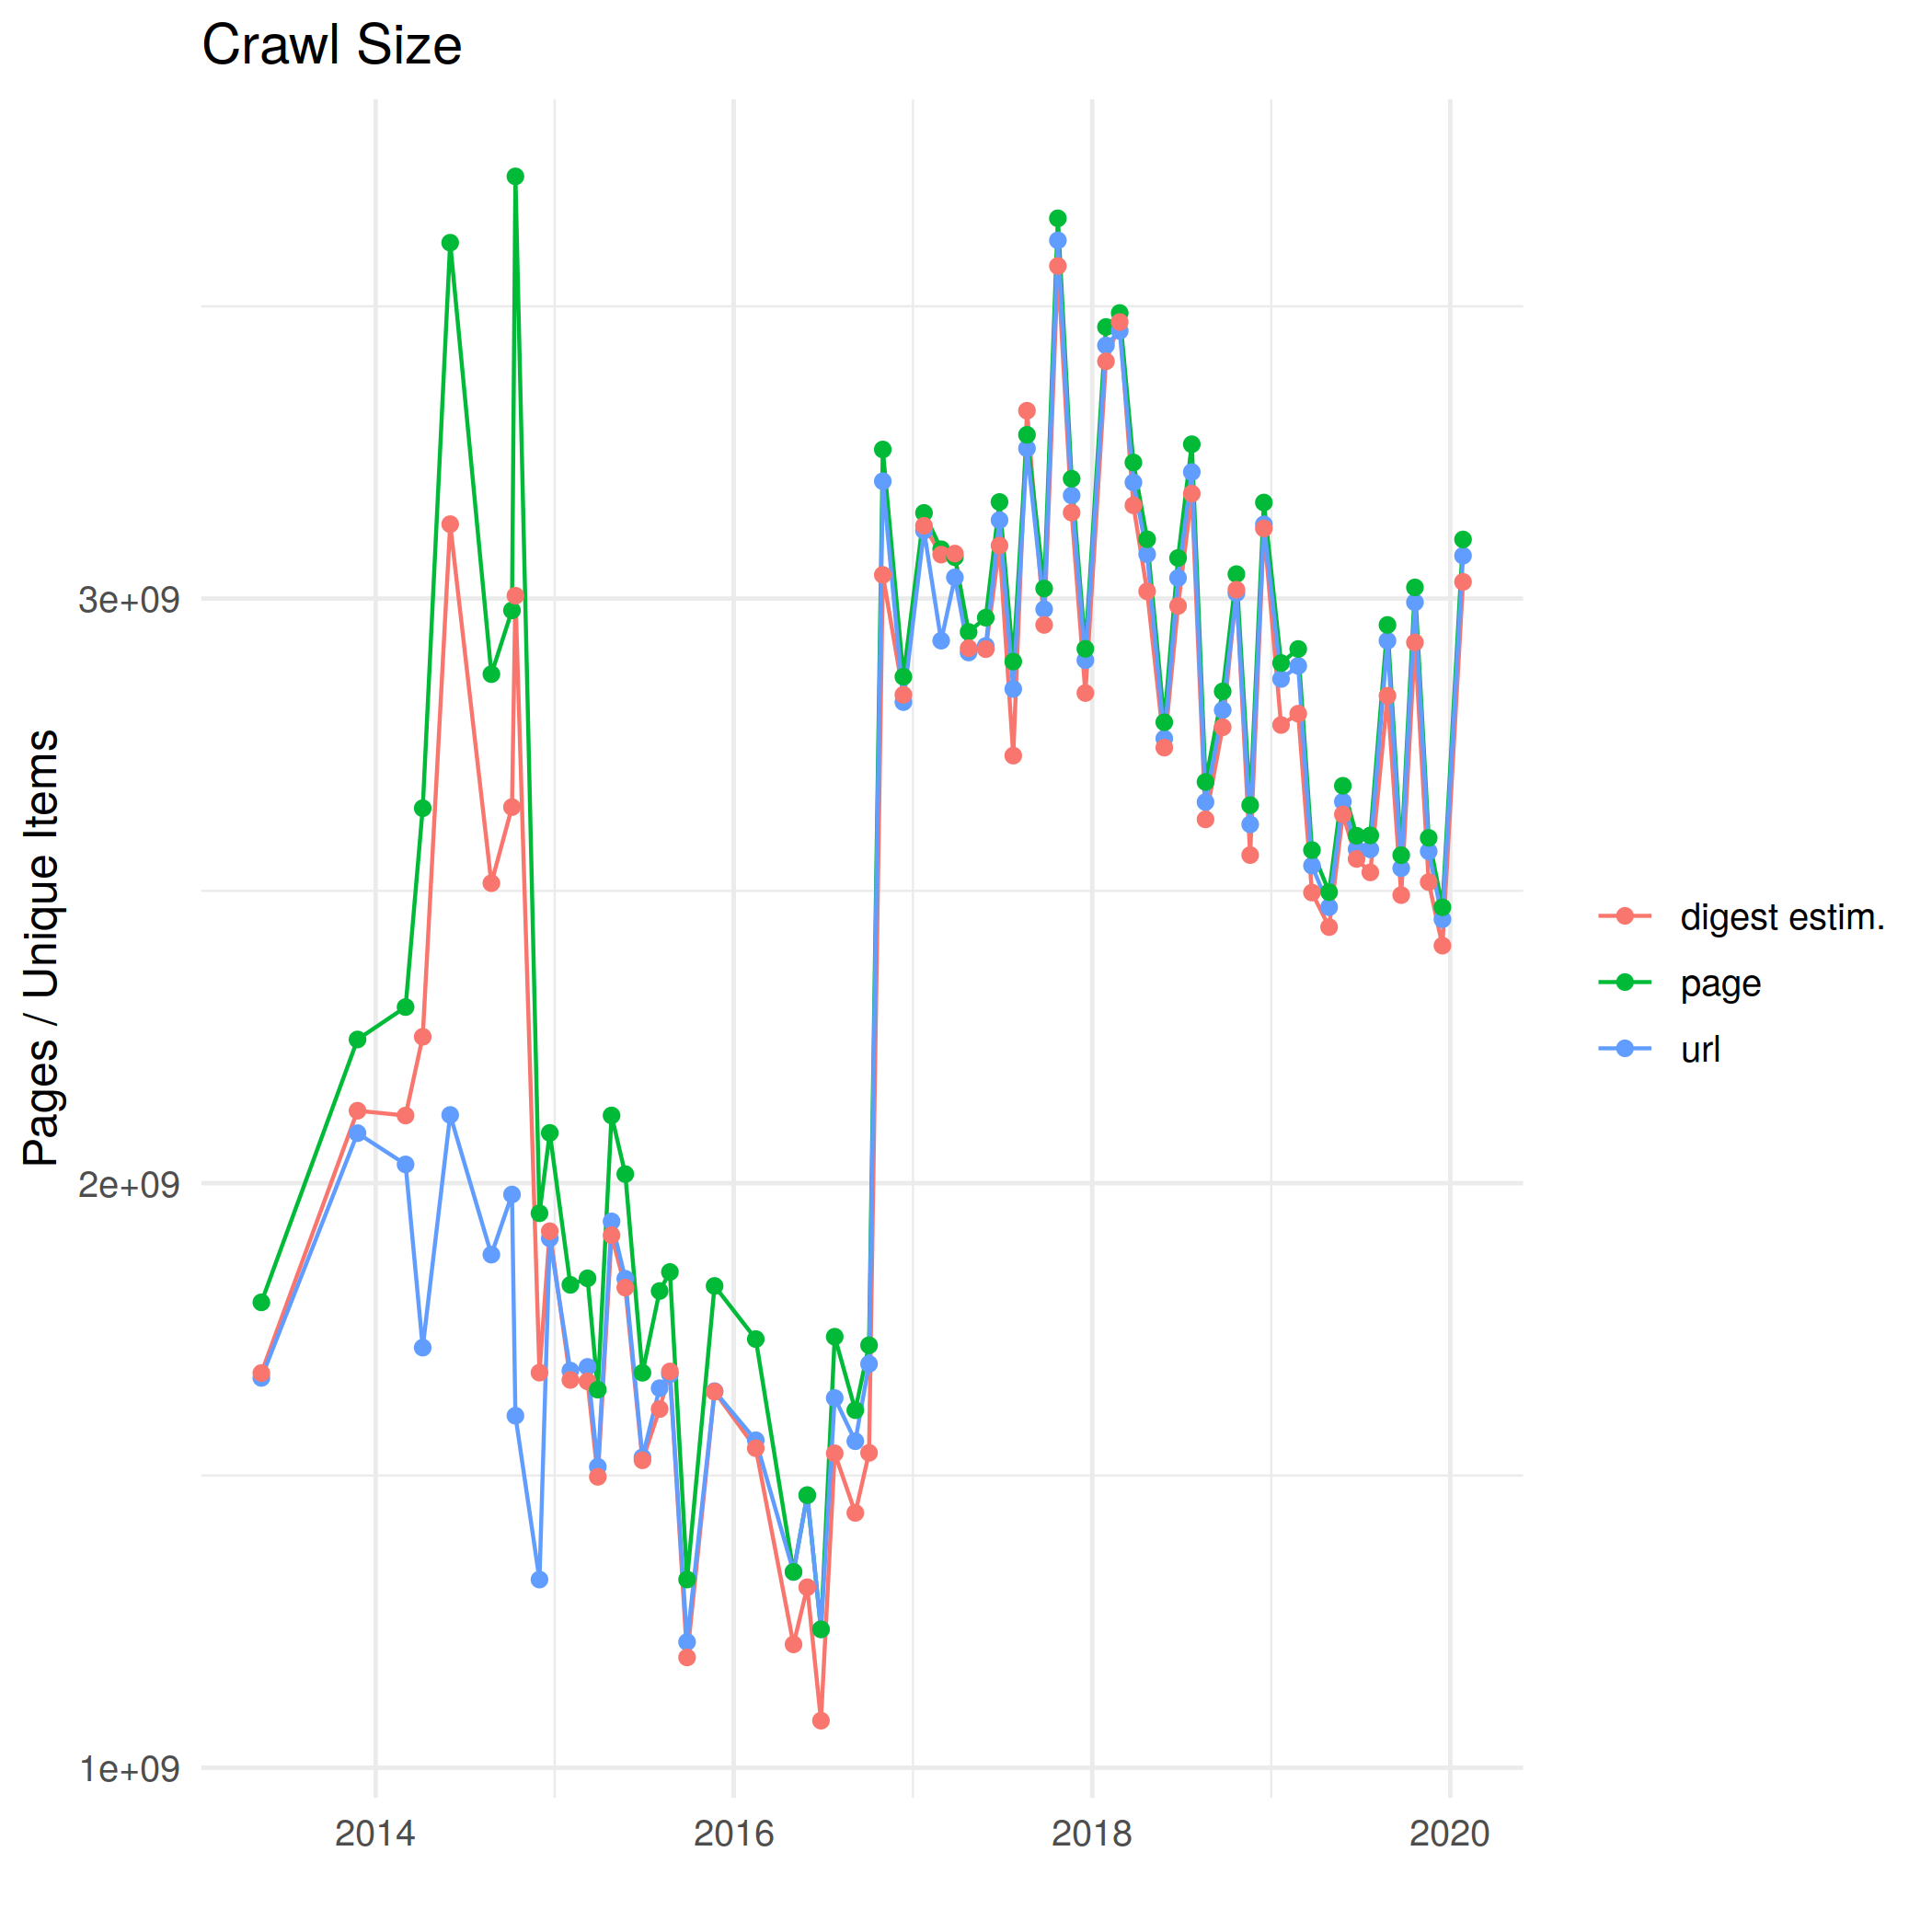 Crawl Size
Pages / Unique Items
3e+09
2e+09
1e+09
2014
2016
2018
2020
digest estim.
page
url